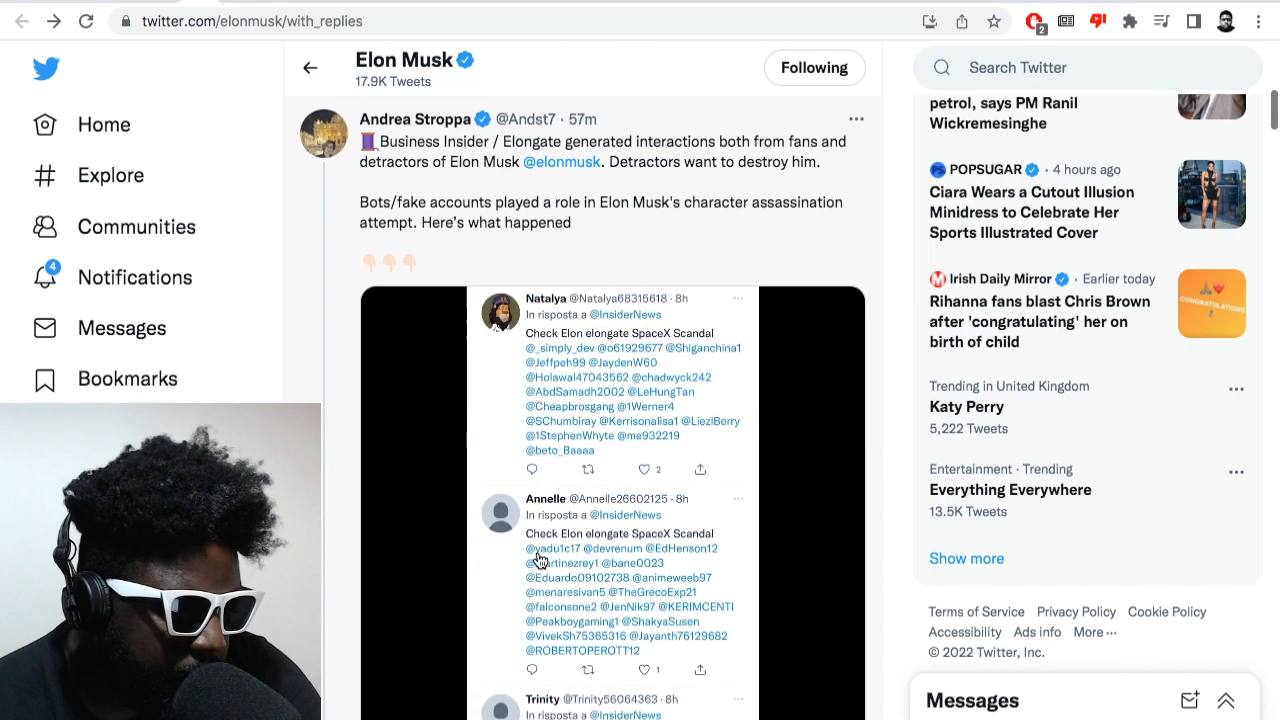 twitter.com/elonmusk/with_replies
2
Home
Explore
Communities
4
Notifications
Messages
Bookmarks
Elon Musk
17.9K Tweets
Following
Andrea Stroppa @Andst7 · 57m
Business Insider / Elongate generated interactions both from fans and
detractors of Elon Musk @elonmusk. Detractors want to destroy him.
Bots/fake accounts played a role in Elon Musk's character assassination
attempt. Here's what happened
Natalya @Natalya68315618 · 8h
In risposta a @InsiderNews
Check Elon elongate SpaceX Scandal
@_simply_dev @o61929677 @Shiganchina1
@Jeffpeh99 @JaydenW60
@Holawal47043562 @chadwyck242
@AbdSamadh2002 @LeHungTan
@Cheapbrosgang @1Werner4
@SChumbiray @Kerrisonalisa1 @LiezlBerry
@1StephenWhyte @me932219
@beto_Baaaa
2
Annelle @Annelle26602125 · 8h
In risposta a @InsiderNews
Check Elon elongate SpaceX Scandal
@yadu1c17 @devrenum @EdHenson12
@bane0023
@Eduardo09102738 @animeweeb97
@menaresivan5 @TheGrecoExp21
@falconsone2 @JenNik97 @KERIMCENTI
@Peakboygaming1 @ShakyaSusen
@VivekSh75365316 @Jayanth76129682
@ROBERTOPEROTT12
1
Trinity @Trinity56064363 · 8h
In risposta a @InsiderNews
Search Twitter
petrol, says PM Ranil
Wickremesinghe
POPSUGAR · 4 hours ago
Ciara Wears a Cutout Illusion
Minidress to Celebrate Her
Sports Illustrated Cover
Irish Daily Mirror · Earlier today
Rihanna fans blast Chris Brown
after 'congratulating' her on
birth of child
CONGRATULATIONS
Trending in United Kingdom
Katy Perry
5,222 Tweets
Entertainment · Trending
Everything Everywhere
13.5K Tweets
Show more
Terms of Service Privacy Policy Cookie Policy
Accessibility Ads info More
© 2022 Twitter, Inc.
Messages